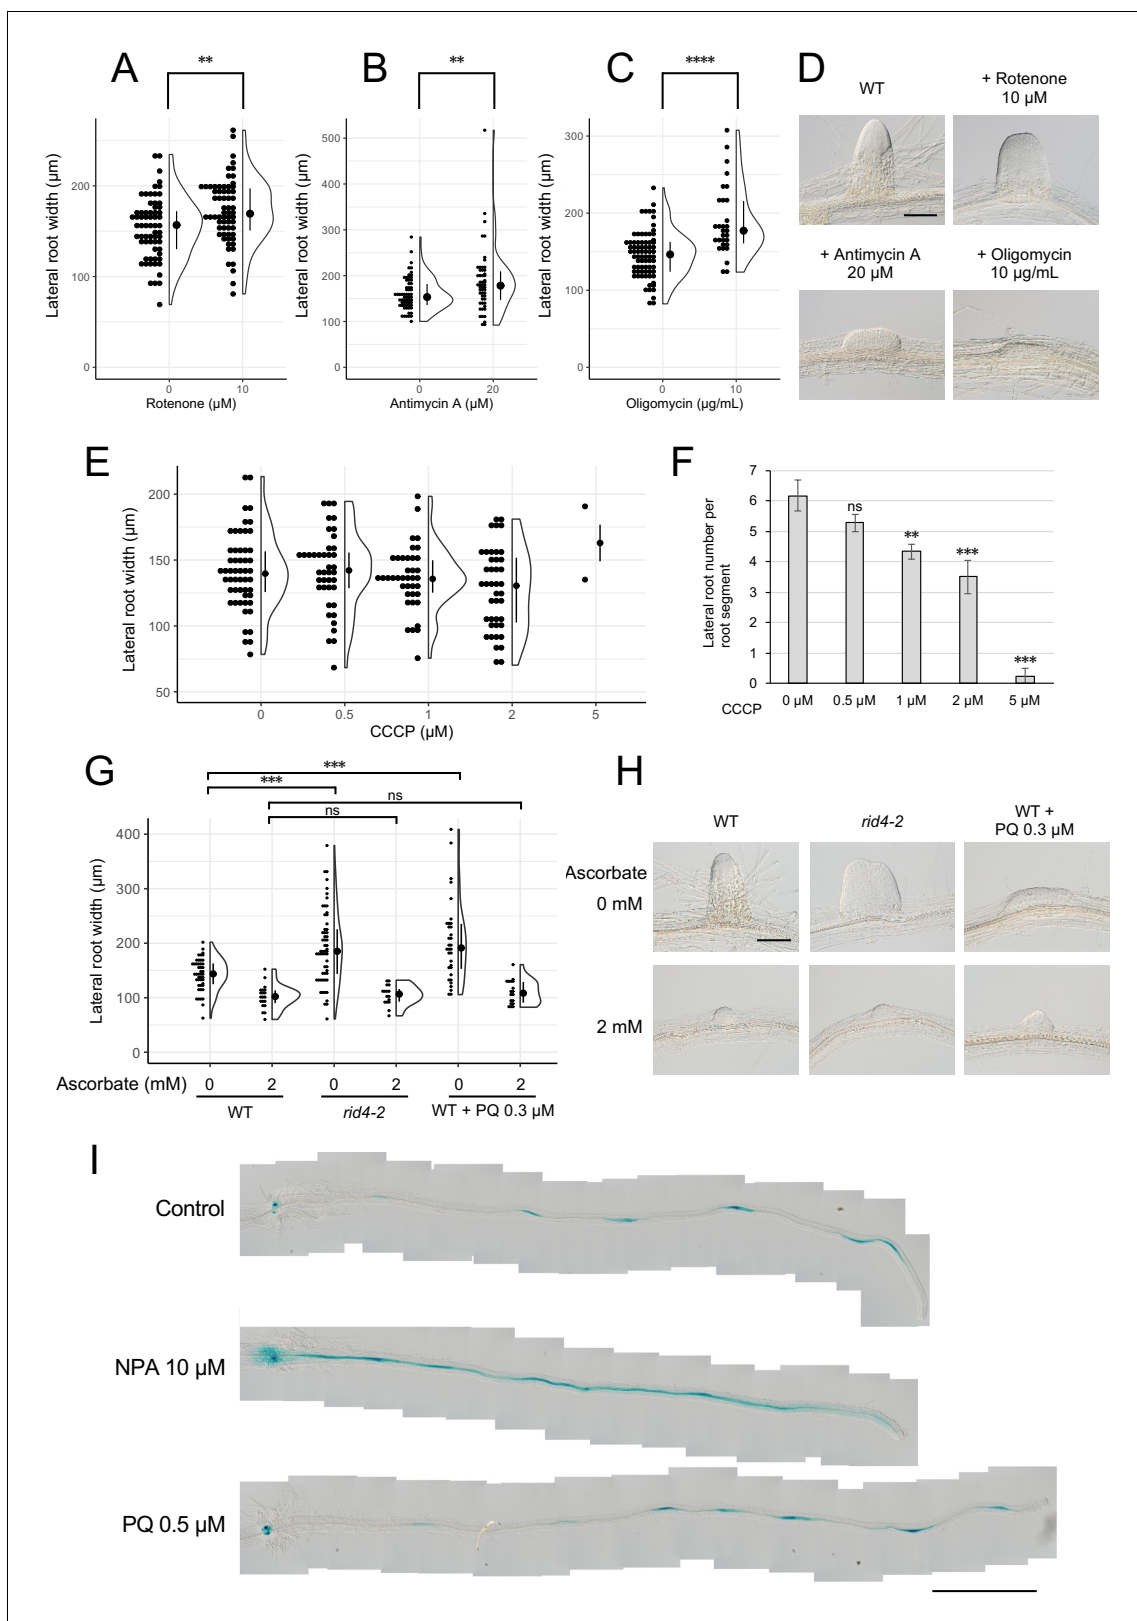 A
**
Lateral root width (µm)
200
100
0
0
10
Rotenone (µM)
B
**
Lateral root width (µm)
500
400
300
200
100
0
0
20
Antimycin A (µM)
C
****
Lateral root width (µm)
300
200
100
0
0
10
Oligomycin (µg/mL)
D
WT
+ Rotenone
10 µM
+ Antimycin A
20 µM
+ Oligomycin
10 µg/mL
E
Lateral root width (µm)
200
150
100
50
0
0.5
1
2
5
CCCP (µM)
F
Lateral root number per
root segment
7
6
5
4
3
2
1
0
ns
**
***
***
CCCP
0 µM
0.5 µM
1 µM
2 µM
5 µM
G
***
***
ns
ns
Lateral root width (µm)
400
300
200
100
0
Ascorbate (mM)
0
2
0
2
0
2
WT
rid4-2
WT + PQ 0.3 µM
H
WT
rid4-2
WT +
PQ 0.3 µM
Ascorbate
0 mM
2 mM
I
Control
NPA 10 µM
PQ 0.5 µM